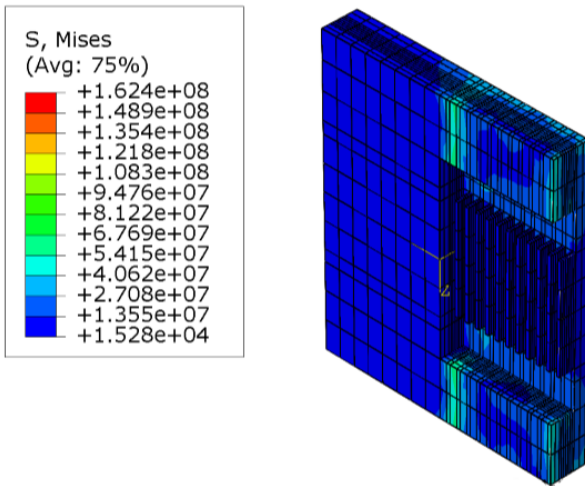 S, Mises
(Avg: 75%)
+1.624e+08
+1.489e+08
+1.354e+08
+1.218e+08
+1.083e+08
+9.476e+07
+8.122e+07
+6.769e+07
+5.415e+07
+4.062e+07
+2.708e+07
+1.355e+07
+1.528e+04
Z